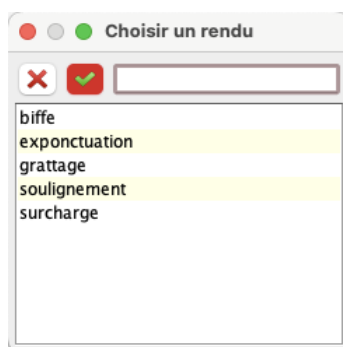 Choisir un rendu
biffe
exponctuation
grattage
soulignement
surcharge